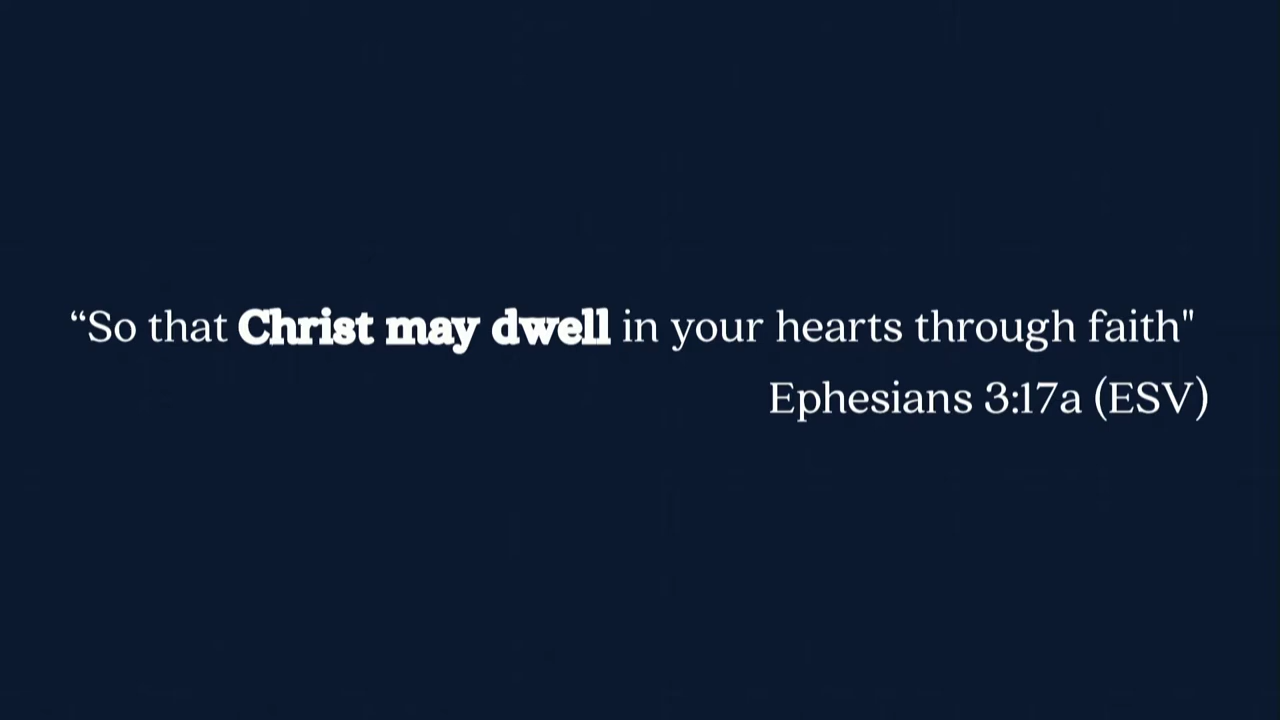 “So that Christ may dwell in your hearts through faith"
Ephesians 3:17a (ESV)